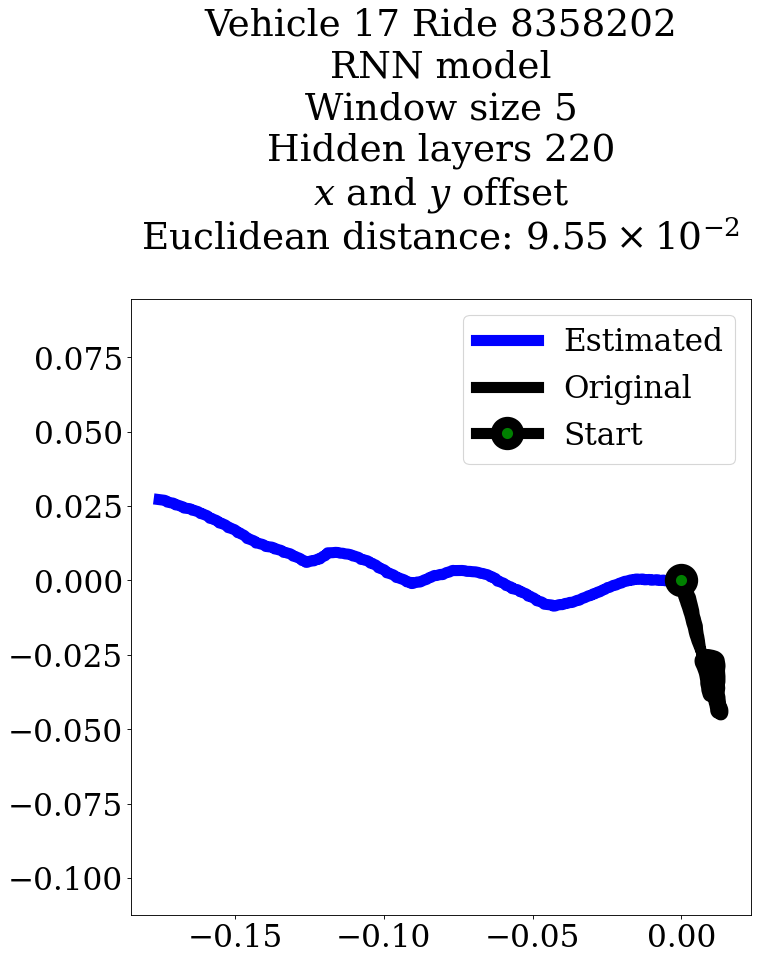 Vehicle 17 Ride 8358202
RNN model
Window size 5
Hidden layers 220
x and y offset
Euclidean distance: 9.55 × 10⁻²
Estimated
Original
Start
0.075
0.050
0.025
0.000
−0.025
−0.050
−0.075
−0.100
−0.15 −0.10 −0.05 0.00